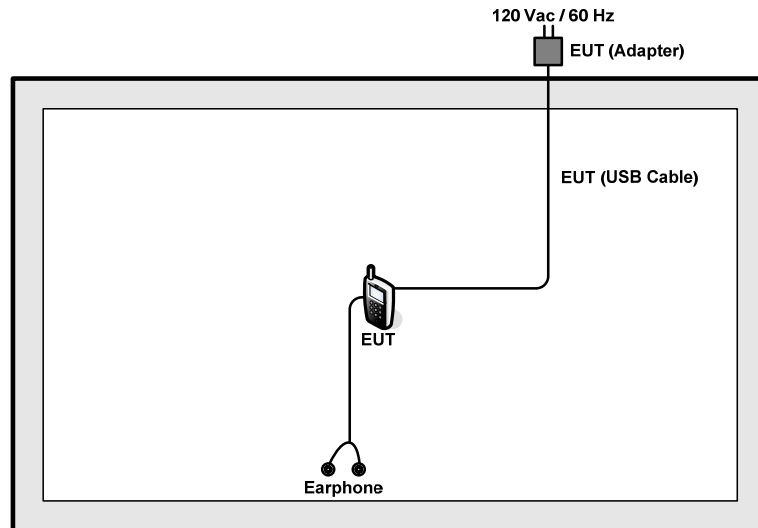 120 Vac / 60 Hz
EUT (Adapter)
EUT (USB Cable)
EUT
Earphone